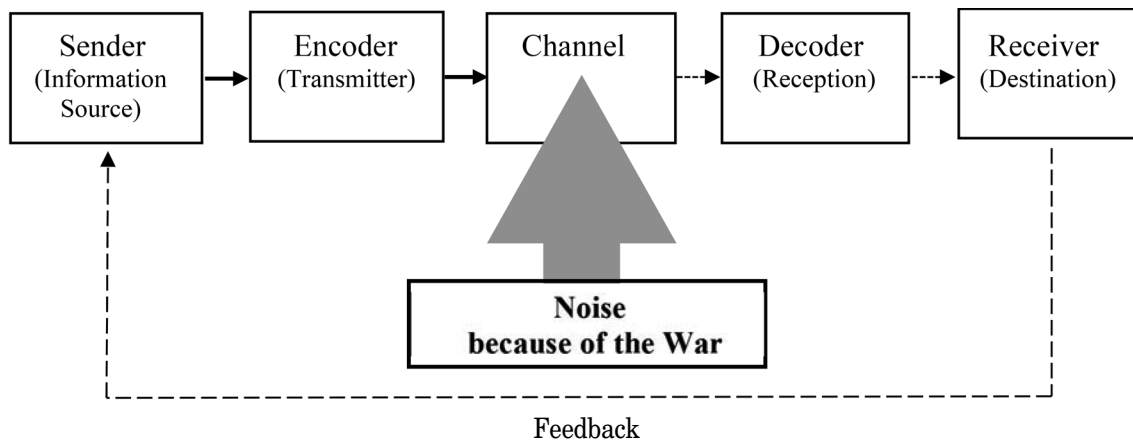 Sender
(Information
Source)
Encoder
(Transmitter)
Channel
Decoder
(Reception)
Receiver
(Destination)
Noise
because of the War
Feedback